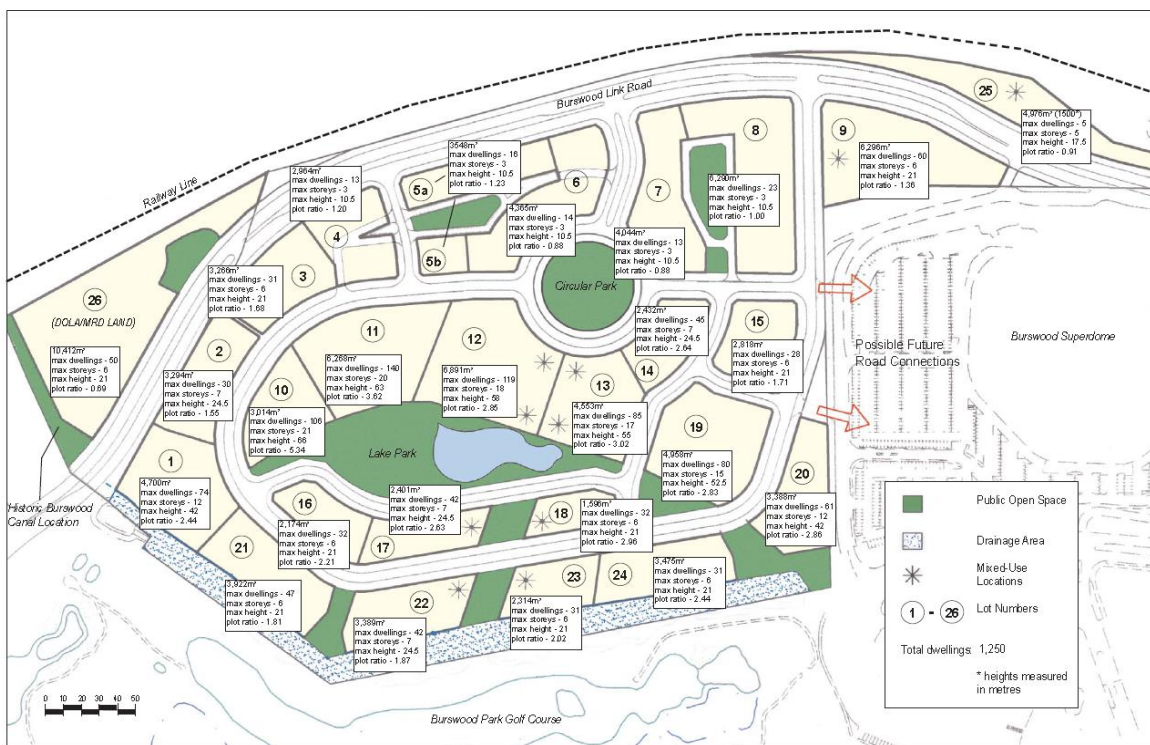 Burswood Link Road
Railway Line
25
4,976m² (1500*)
max dwellings - 5
max storeys - 5
max height - 17.5
plot ratio - 0.91
9
6,296m²
max dwellings - 60
max storeys - 6
max height - 21
plot ratio - 1.36
8
6,290m²
max dwellings - 23
max storeys - 3
max height - 10.5
plot ratio - 1.00
7
4,044m²
max dwellings - 13
max storeys - 3
max height - 10.5
plot ratio - 0.88
6
4,365m²
max dwelling - 14
max storeys - 3
max height - 10.5
plot ratio - 0.88
5a
5b
3548m²
max dwellings - 16
max storeys - 3
max height - 10.5
plot ratio - 1.23
4
2,964m²
max dwellings - 13
max storeys - 3
max height - 10.5
plot ratio - 1.20
3
3,266m²
max dwellings - 31
max storeys - 6
max height - 21
plot ratio - 1.68
26
(DOLA/MRD LAND)
10,412m²
max dwellings - 50
max storeys - 6
max height - 21
plot ratio - 0.69
2
3,294m²
max dwellings - 30
max storeys - 7
max height - 24.5
plot ratio - 1.55
10
3,014m²
max dwellings - 106
max storeys - 21
max height - 66
plot ratio - 5.34
11
6,268m²
max dwellings - 140
max storeys - 20
max height - 63
plot ratio - 3.62
12
6,891m²
max dwellings - 119
max storeys - 18
max height - 58
plot ratio - 2.85
Circular Park
13
4,553m²
max dwellings - 85
max storeys - 17
max height - 55
plot ratio - 3.02
14
2,432m²
max dwellings - 45
max storeys - 7
max height - 24.5
plot ratio - 2.64
15
2,818m²
max dwellings - 28
max storeys - 6
max height - 21
plot ratio - 1.71
Possible Future
Road Connections
Burswood Superdome
19
4,958m²
max dwellings - 80
max storeys - 15
max height - 52.5
plot ratio - 2.83
20
3,388m²
max dwellings - 61
max storeys - 12
max height - 42
plot ratio - 2.86
Lake Park
1
4,700m²
max dwellings - 74
max storeys - 12
max height - 42
plot ratio - 2.44
Historic Burswood
Canal Location
16
2,174m²
max dwellings - 32
max storeys - 6
max height - 21
plot ratio - 2.21
17
2,401m²
max dwellings - 42
max storeys - 7
max height - 24.5
plot ratio - 2.63
18
1,596m²
max dwellings - 32
max storeys - 6
max height - 21
plot ratio - 2.96
21
3,922m²
max dwellings - 47
max storeys - 6
max height - 21
plot ratio - 1.81
22
3,389m²
max dwellings - 42
max storeys - 7
max height - 24.5
plot ratio - 1.87
23
2,314m²
max dwellings - 31
max storeys - 6
max height - 21
plot ratio - 2.02
24
3,475m²
max dwellings - 31
max storeys - 6
max height - 21
plot ratio - 2.44
Public Open Space
Drainage Area
Mixed-Use
Locations
1 - 26 Lot Numbers
Total dwellings: 1,250
* heights measured
in metres
0 10 20 30 40 50
Burswood Park Golf Course